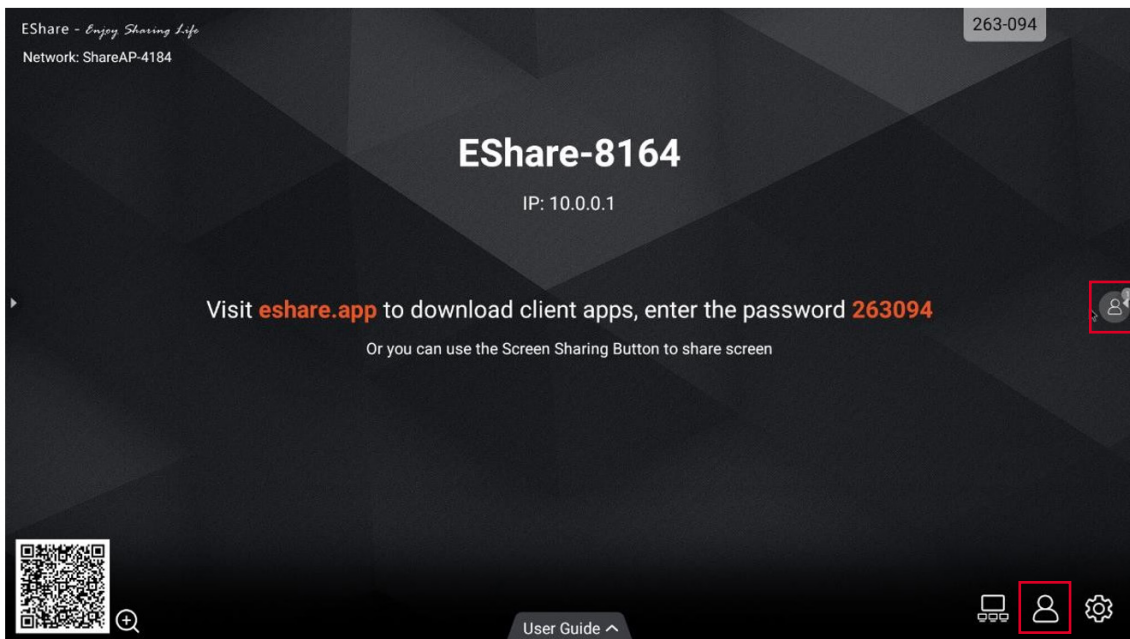 EShare - Enjoy Sharing Life
263-094
Network: ShareAP-4184
EShare-8164
IP: 10.0.0.1
Visit eshare.app to download client apps, enter the password 263094
Or you can use the Screen Sharing Button to share screen
User Guide